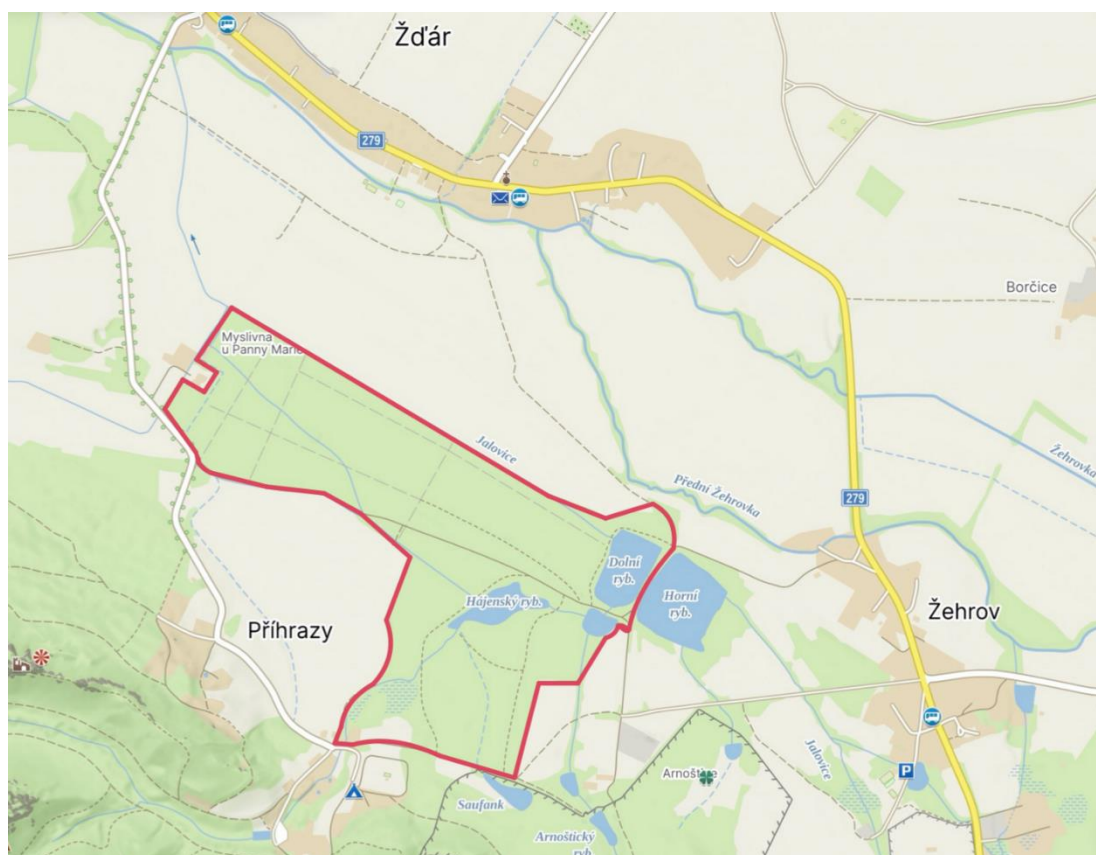 Žďár
279
Borčice
Myslivna
u Panny Marie
Jalovice
Žehrovka
Přední Žehrovka
279
Dolní
ryb.
Hájenský ryb.
Horní
ryb.
Příhrazy
Žehrov
Jalovice
P
Arnoštice
Saufank
Arnoštický
ryb.